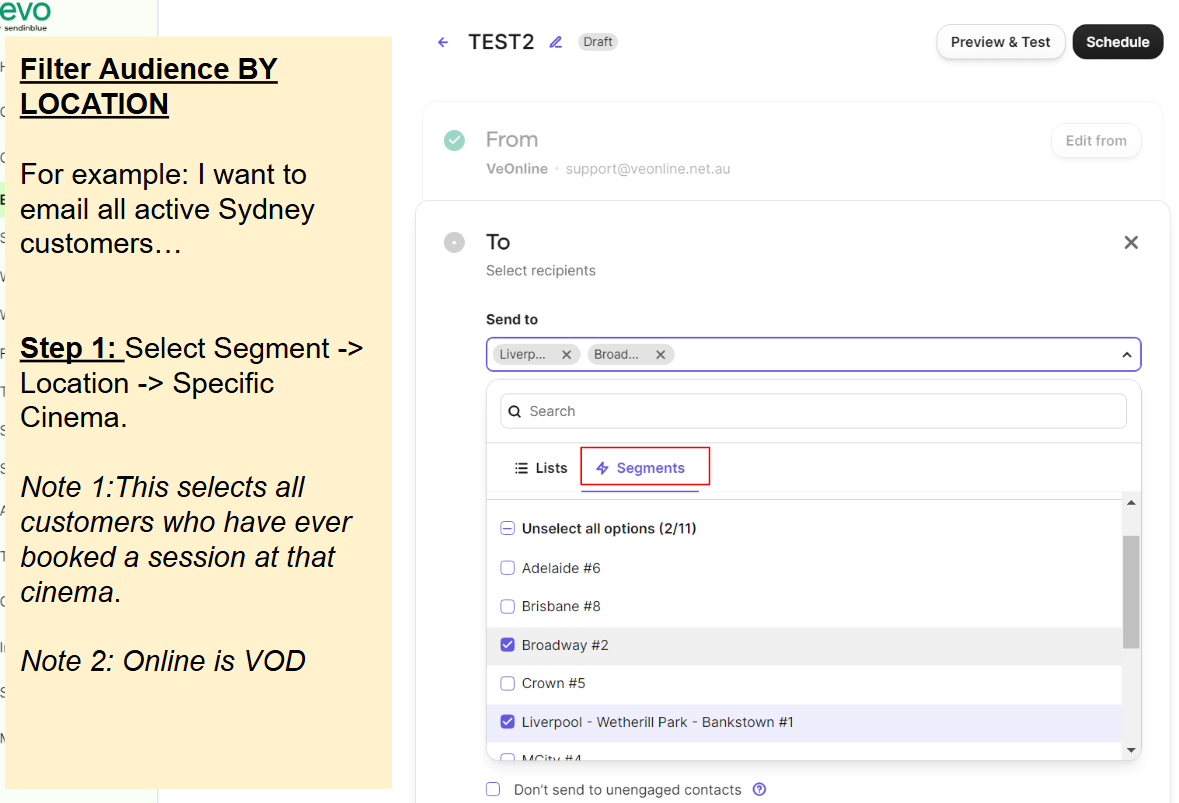 evo
sendinblue
Filter Audience BY
LOCATION
For example: I want to
email all active Sydney
customers…
Step 1: Select Segment ->
Location -> Specific
Cinema.
Note 1:This selects all
customers who have ever
booked a session at that
cinema.
Note 2: Online is VOD
TEST2
Draft
Preview & Test
Schedule
From
VeOnline • support@veonline.net.au
Edit from
To
Select recipients
Send to
Liverp...
Broad...
Search
Lists
Segments
Unselect all options (2/11)
Adelaide #6
Brisbane #8
Broadway #2
Crown #5
Liverpool - Wetherill Park - Bankstown #1
MCity #4
Don't send to unengaged contacts